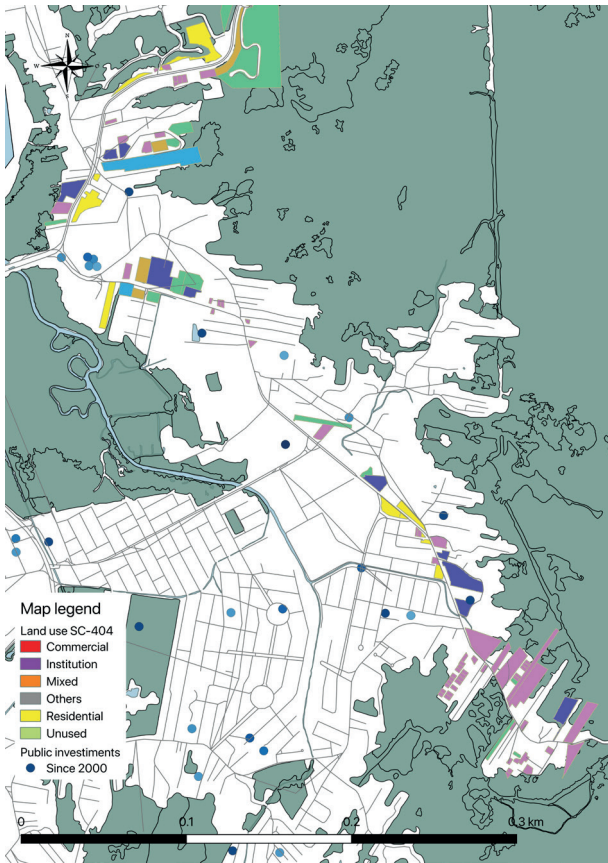 N
W E
S
Map legend
Land use SC-404
Commercial
Institution
Mixed
Others
Residential
Unused
Public investiments
Since 2000
0 0.1 0.2 0.3 km